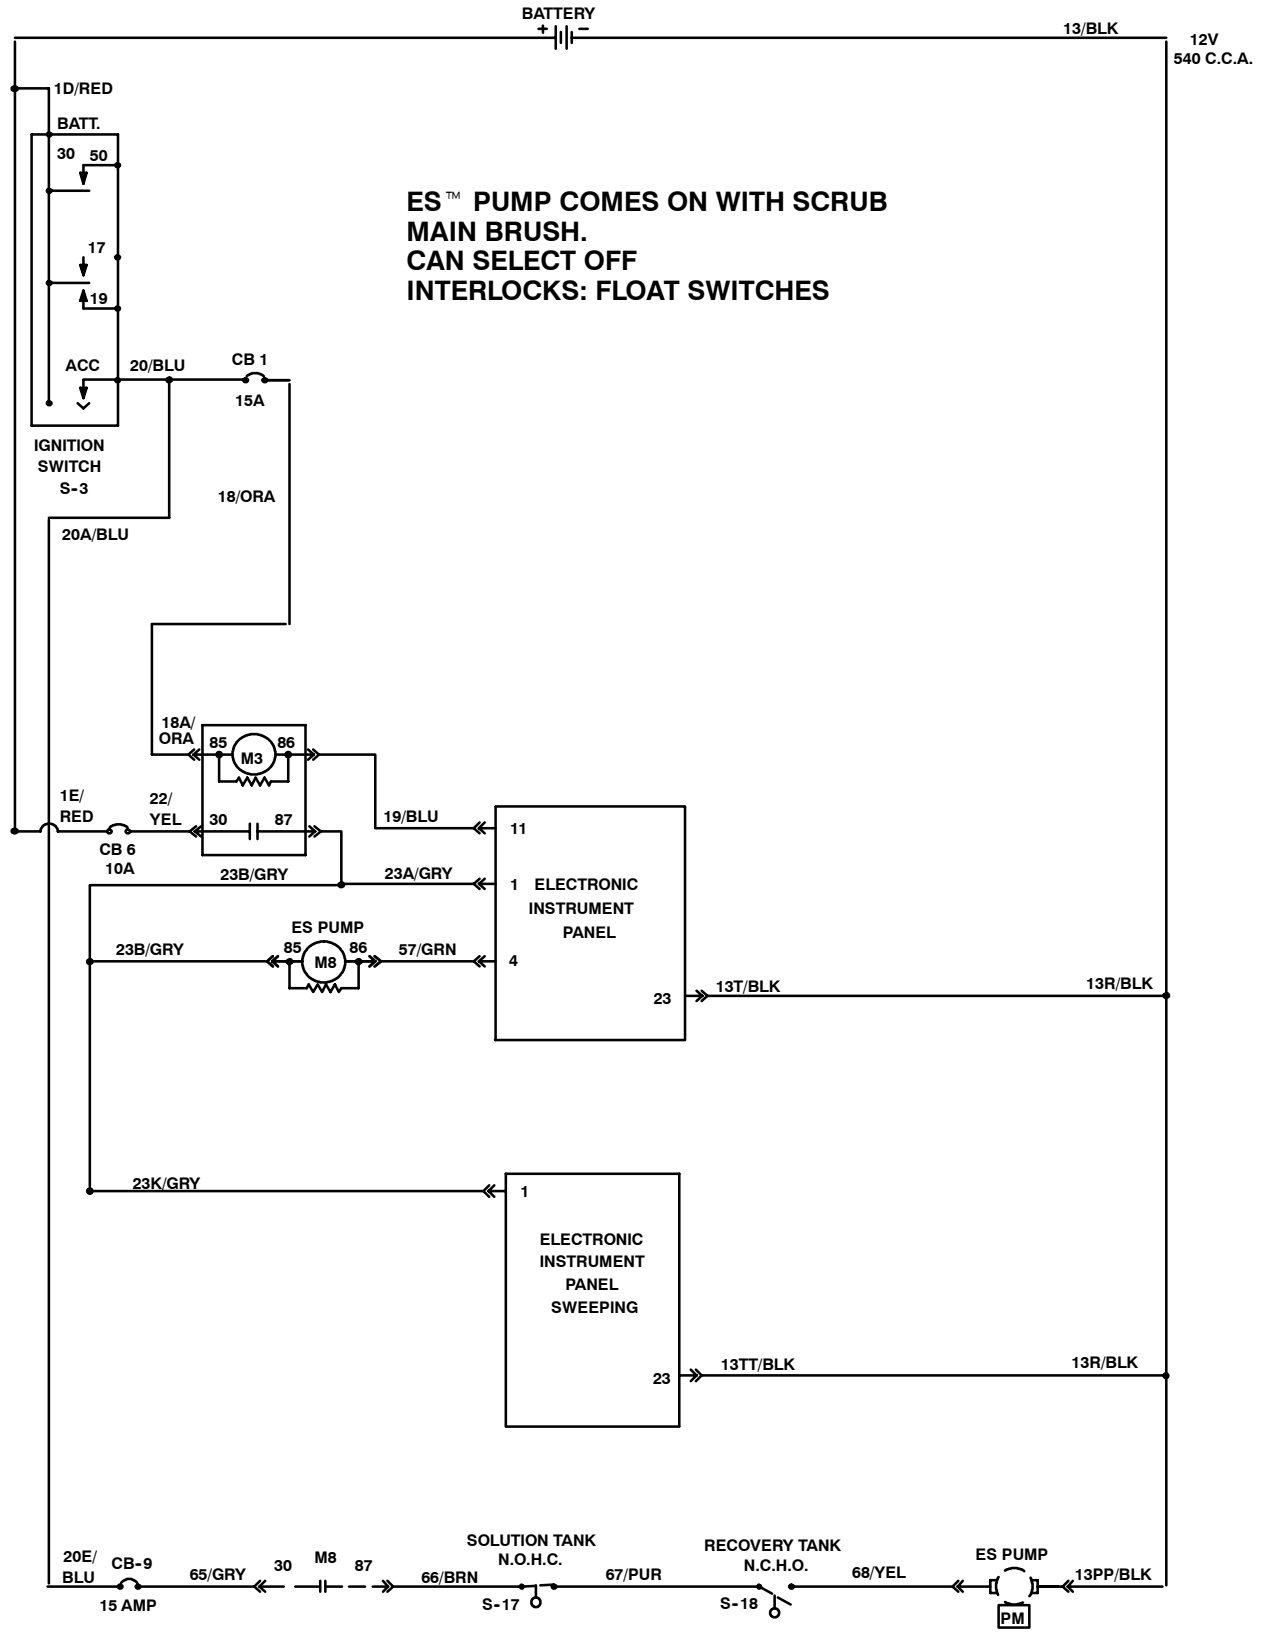 BATTERY
+ −
13/BLK
12V
540 C.C.A.
1D/RED
BATT.
30 50
17
19
ACC
20/BLU
CB 1
15A
IGNITION
SWITCH
S-3
ES™ PUMP COMES ON WITH SCRUB
MAIN BRUSH.
CAN SELECT OFF
INTERLOCKS: FLOAT SWITCHES
18/ORA
20A/BLU
18A/
ORA
85 86
M3
1E/
RED
22/
YEL
30 87
CB 6
10A
19/BLU
11
23B/GRY
23A/GRY
1 ELECTRONIC
INSTRUMENT
PANEL
ES PUMP
23B/GRY
85 86
M8
57/GRN
4
23
13T/BLK
13R/BLK
23K/GRY
1
ELECTRONIC
INSTRUMENT
PANEL
SWEEPING
23
13TT/BLK
13R/BLK
20E/
BLU
CB-9
15 AMP
65/GRY
30 M8 87
66/BRN
SOLUTION TANK
N.O.H.C.
S-17
67/PUR
RECOVERY TANK
N.C.H.O.
S-18
68/YEL
ES PUMP
PM
13PP/BLK